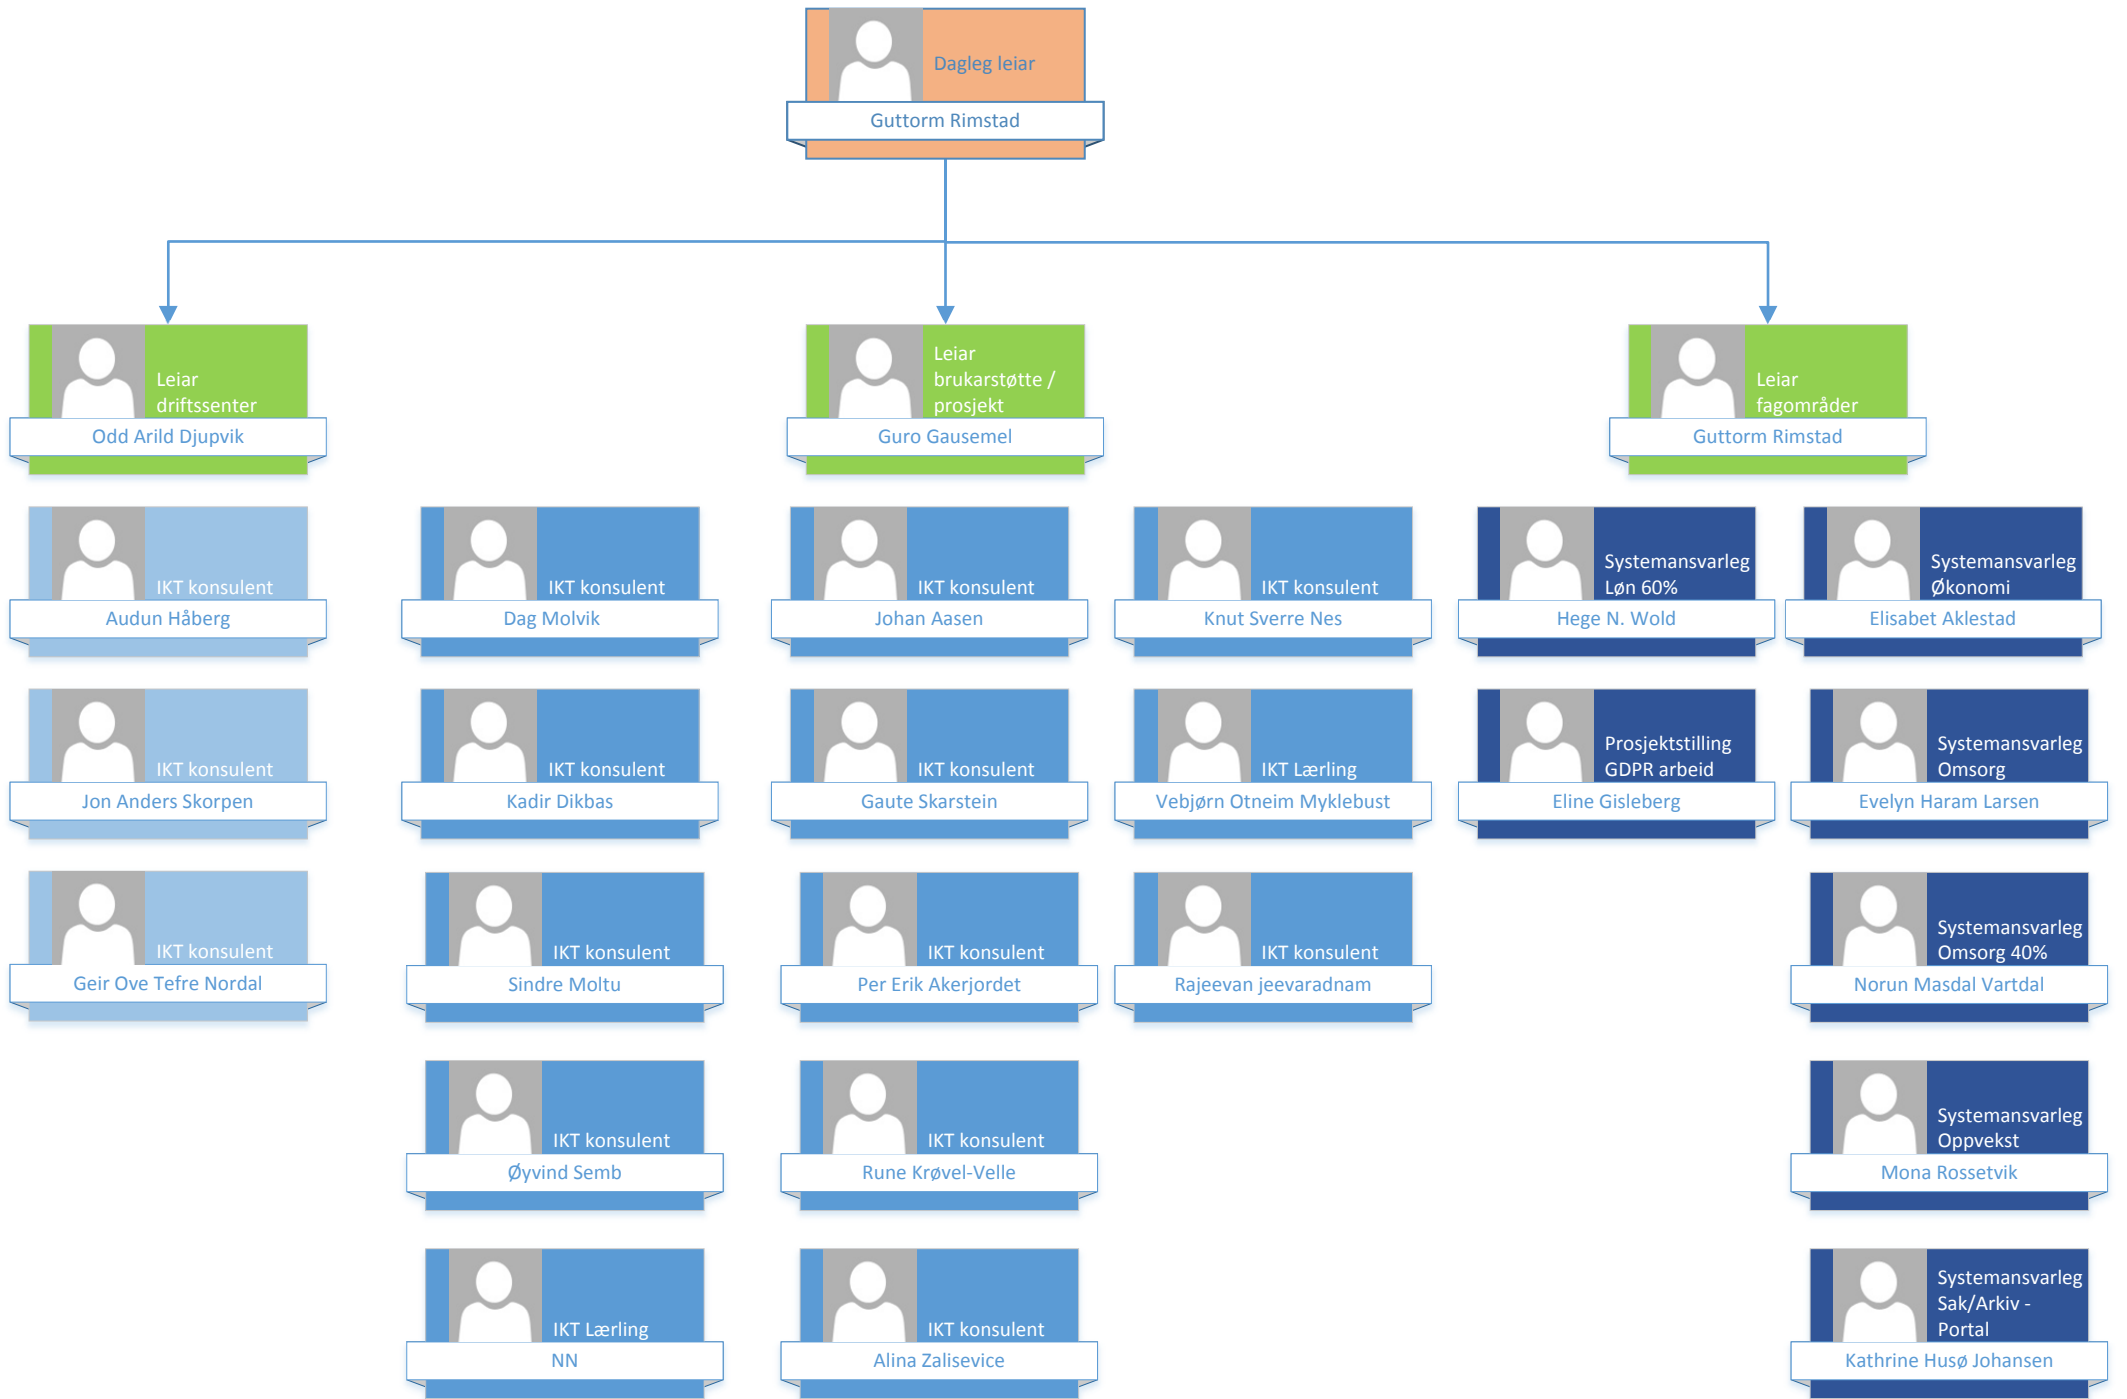 Dagleg leiar
Guttorm Rimstad
Leiar
driftssenter
Odd Arild Djupvik
Leiar
brukarstøtte /
prosjekt
Guro Gausemel
Leiar
fagområder
Guttorm Rimstad
IKT konsulent
Audun Håberg
IKT konsulent
Dag Molvik
IKT konsulent
Johan Aasen
IKT konsulent
Knut Sverre Nes
Systemansvarleg
Løn 60%
Hege N. Wold
Systemansvarleg
Økonomi
Elisabet Aklestad
IKT konsulent
Jon Anders Skorpen
IKT konsulent
Kadir Dikbas
IKT konsulent
Gaute Skarstein
IKT Lærling
Vebjørn Otneim Myklebust
Prosjektstilling
GDPR arbeid
Eline Gisleberg
Systemansvarleg
Omsorg
Evelyn Haram Larsen
IKT konsulent
Geir Ove Tefre Nordal
IKT konsulent
Sindre Moltu
IKT konsulent
Per Erik Akerjordet
IKT konsulent
Rajeevan jeevaradnam
Systemansvarleg
Omsorg 40%
Norun Masdal Vartdal
IKT konsulent
Øyvind Semb
IKT konsulent
Rune Krøvel-Velle
Systemansvarleg
Oppvekst
Mona Rossetvik
IKT Lærling
NN
IKT konsulent
Alina Zalisevice
Systemansvarleg
Sak/Arkiv -
Portal
Kathrine Husø Johansen